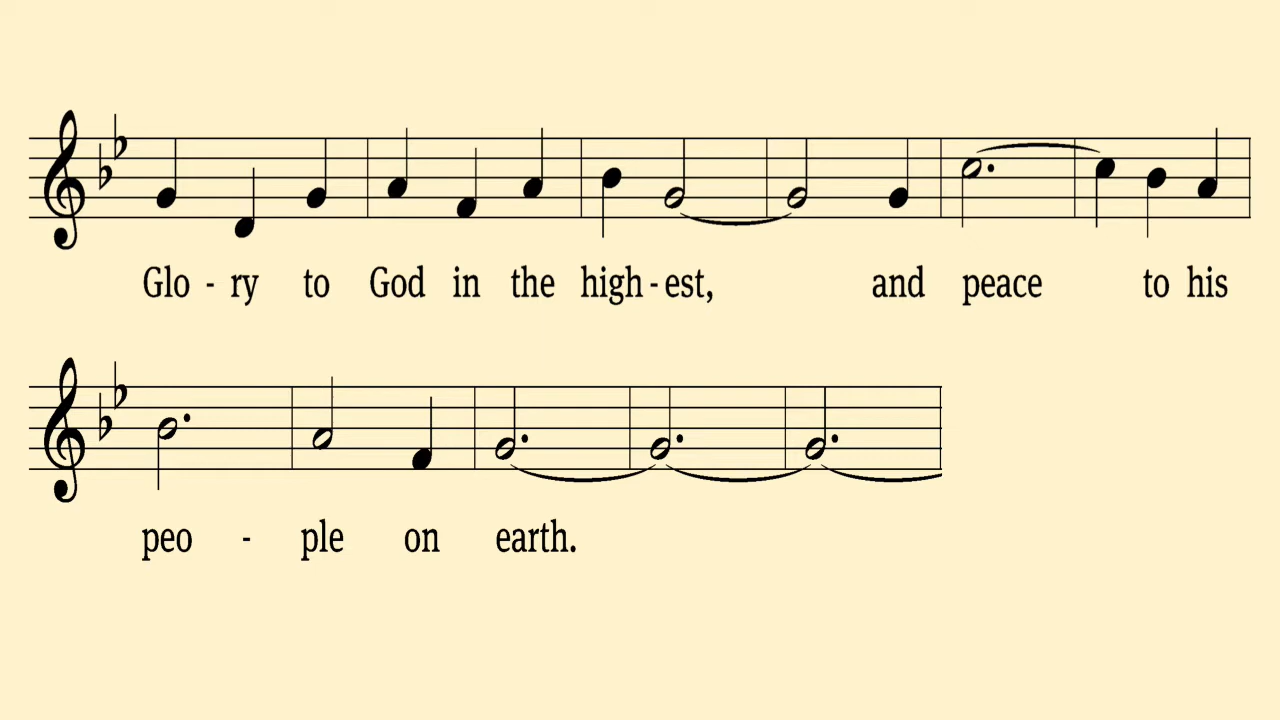 Glo - ry to God in the high - est, and peace to his
peo - ple on earth.